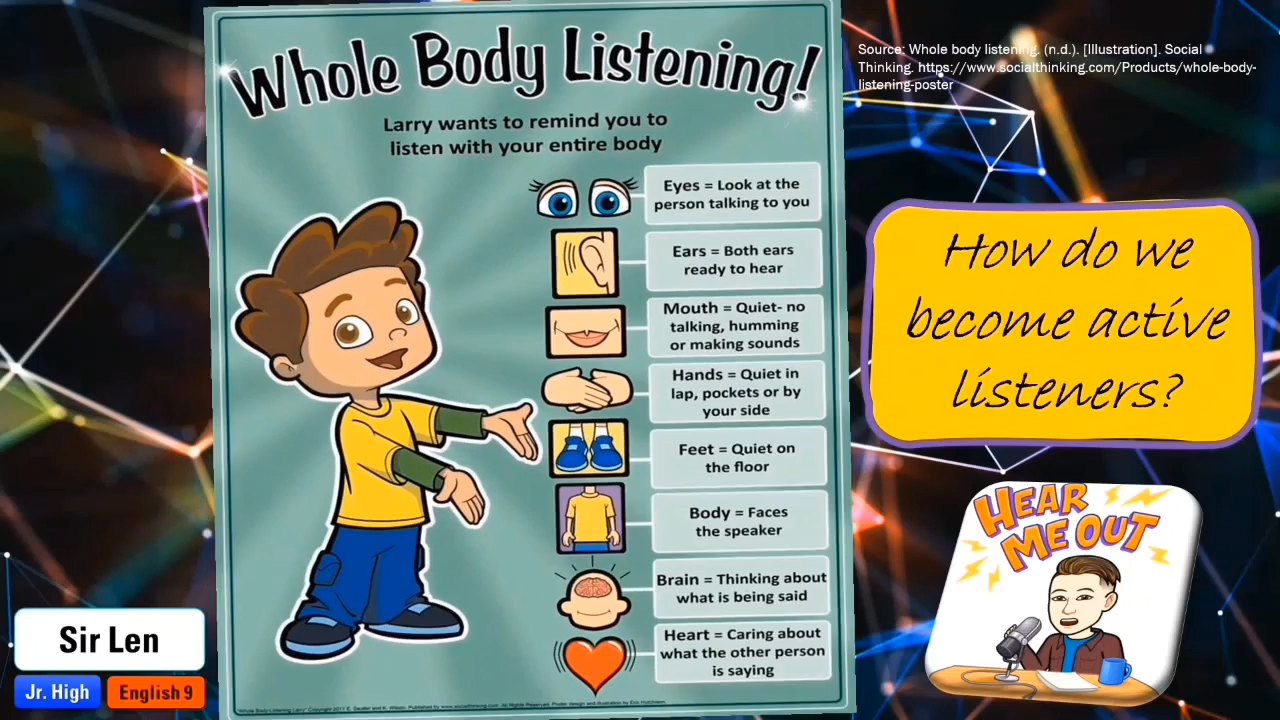 Whole Body Listening!
Larry wants to remind you to
listen with your entire body
Eyes = Look at the
person talking to you
Ears = Both ears
ready to hear
Mouth = Quiet- no
talking, humming
or making sounds
Hands = Quiet in
lap, pockets or by
your side
Feet = Quiet on
the floor
Body = Faces
the speaker
Brain = Thinking about
what is being said
Heart = Caring about
what the other person
is saying
Source: Whole body listening. (n.d.). [Illustration]. Social
Thinking. https://www.socialthinking.com/Products/whole-body-
listening-poster
How do we
become active
listeners?
HEAR
ME OUT
Sir Len
Jr. High
English 9